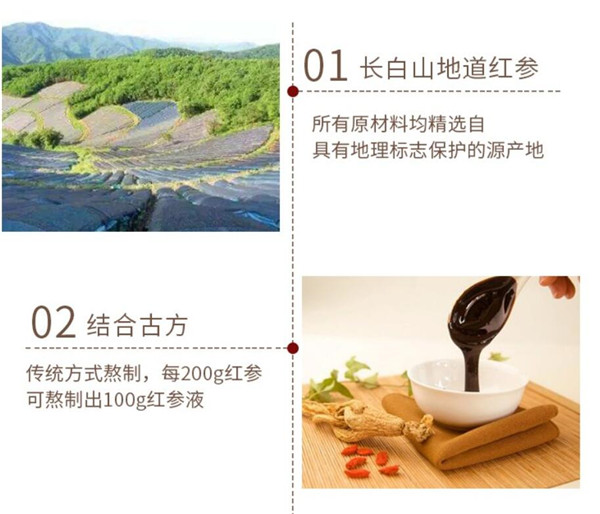 01 长白山地道红参
所有原材料均精选自
具有地理标志保护的源产地
02 结合古方
传统方式熬制，每200g红参
可熬制出100g红参液